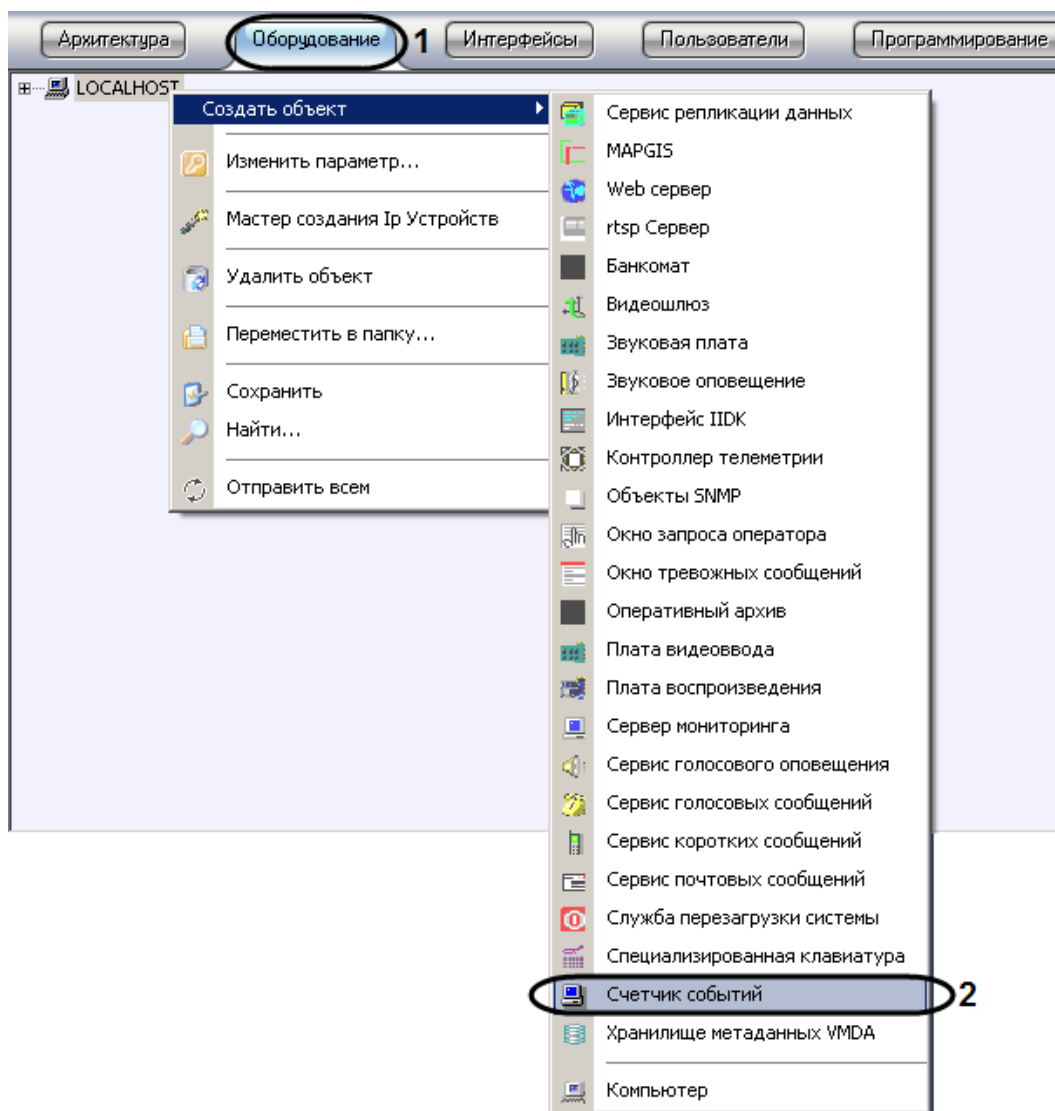 Архитектура Оборудование 1 Интерфейсы Пользователи Программирование
LOCALHOST
Создать объект
Изменить параметр...
Мастер создания Ip Устройств
Удалить объект
Переместить в папку...
Сохранить
Найти...
Отправить всем
Сервис репликации данных
MAPGIS
Web сервер
rtsp Сервер
Банкомат
Видеошлюз
Звуковая плата
Звуковое оповещение
Интерфейс IIDK
Контроллер телеметрии
Объекты SNMP
Окно запроса оператора
Окно тревожных сообщений
Оперативный архив
Плата видеоввода
Плата воспроизведения
Сервер мониторинга
Сервис голосового оповещения
Сервис голосовых сообщений
Сервис коротких сообщений
Сервис почтовых сообщений
Служба перезагрузки системы
Специализированная клавиатура
Счетчик событий 2
Хранилище метаданных VMDA
Компьютер